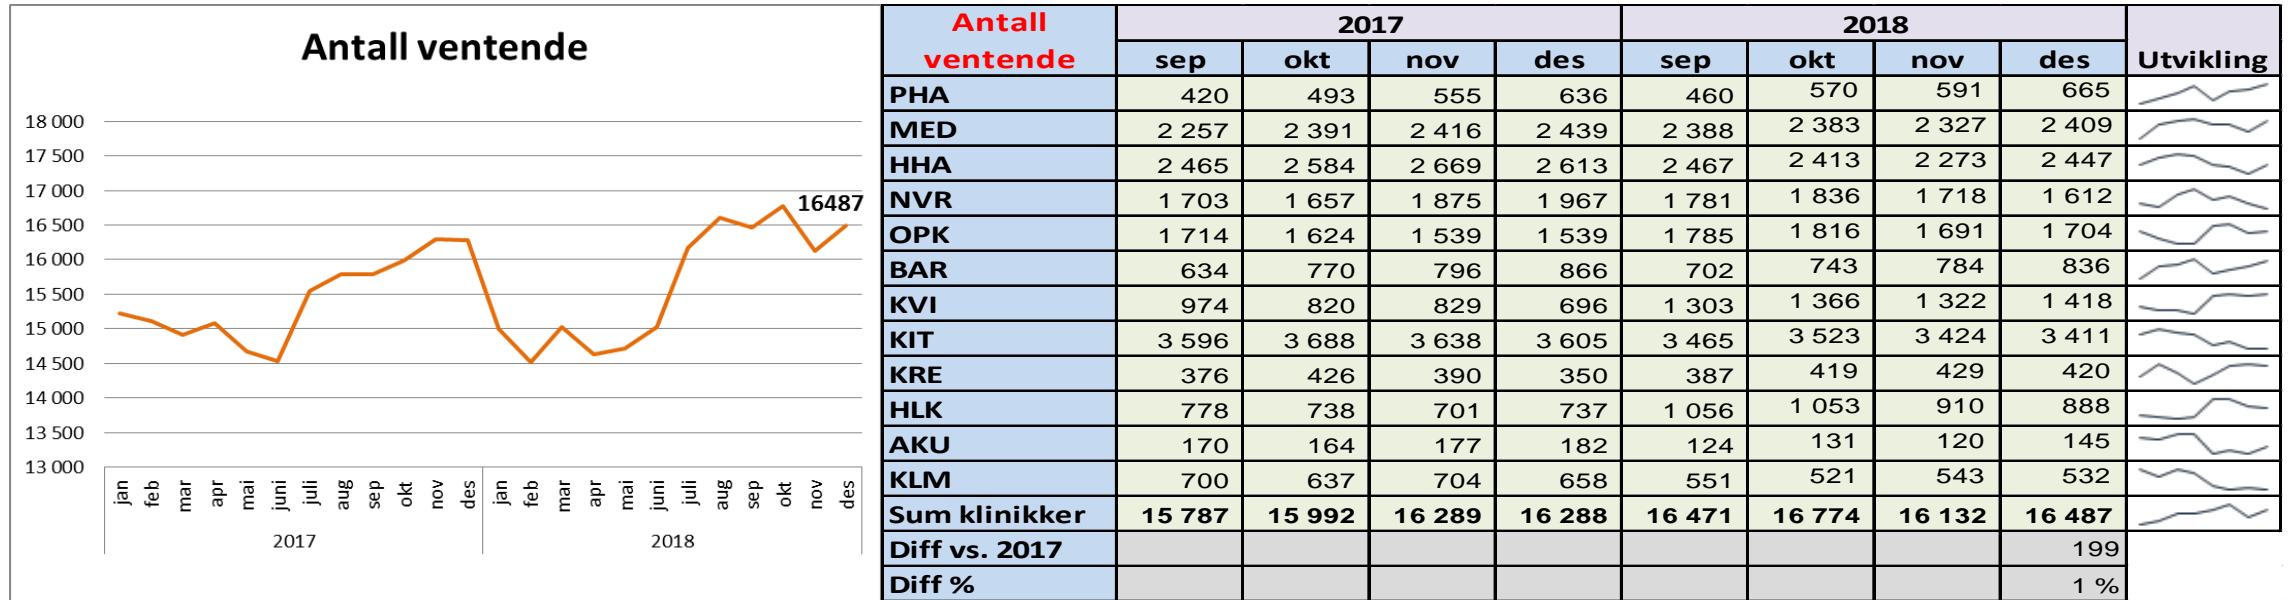 Antall ventende
18 000
17 500
17 000
16 500
16 000
15 500
15 000
14 500
14 000
13 500
13 000
16487
jan feb mar apr mai juni juli aug sep okt nov des jan feb mar apr mai juni juli aug sep okt nov des
2017 2018
Antall ventende 2017 2018
sep okt nov des sep okt nov des Utvikling
PHA 420 493 555 636 460 570 591 665
MED 2 257 2 391 2 416 2 439 2 388 2 383 2 327 2 409
HHA 2 465 2 584 2 669 2 613 2 467 2 413 2 273 2 447
NVR 1 703 1 657 1 875 1 967 1 781 1 836 1 718 1 612
OPK 1 714 1 624 1 539 1 539 1 785 1 816 1 691 1 704
BAR 634 770 796 866 702 743 784 836
KVI 974 820 829 696 1 303 1 366 1 322 1 418
KIT 3 596 3 688 3 638 3 605 3 465 3 523 3 424 3 411
KRE 376 426 390 350 387 419 429 420
HLK 778 738 701 737 1 056 1 053 910 888
AKU 170 164 177 182 124 131 120 145
KLM 700 637 704 658 551 521 543 532
Sum klinikker 15 787 15 992 16 289 16 288 16 471 16 774 16 132 16 487
Diff vs. 2017 199
Diff % 1 %